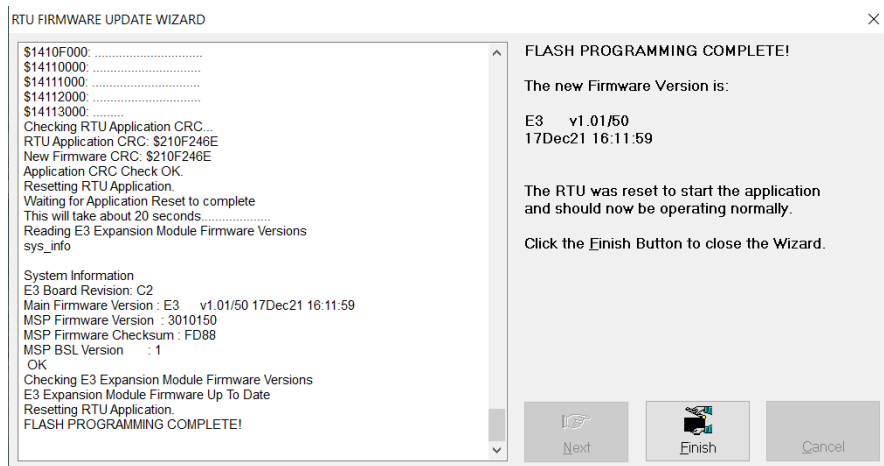 RTU FIRMWARE UPDATE WIZARD
$1410F000: ..............................
$14110000: ..............................
$14111000: ..............................
$14112000: ..............................
$14113000: .........
Checking RTU Application CRC...
RTU Application CRC: $210F246E
New Firmware CRC: $210F246E
Application CRC Check OK.
Resetting RTU Application.
Waiting for Application Reset to complete
This will take about 20 seconds....................
Reading E3 Expansion Module Firmware Versions
sys_info
System Information
E3 Board Revision: C2
Main Firmware Version : E3 v1.01/50 17Dec21 16:11:59
MSP Firmware Version : 3010150
MSP Firmware Checksum : FD88
MSP BSL Version : 1
OK
Checking E3 Expansion Module Firmware Versions
E3 Expansion Module Firmware Up To Date
Resetting RTU Application.
FLASH PROGRAMMING COMPLETE!
FLASH PROGRAMMING COMPLETE!
The new Firmware Version is:
E3 v1.01/50
17Dec21 16:11:59
The RTU was reset to start the application
and should now be operating normally.
Click the Finish Button to close the Wizard.
Next
Finish
Cancel